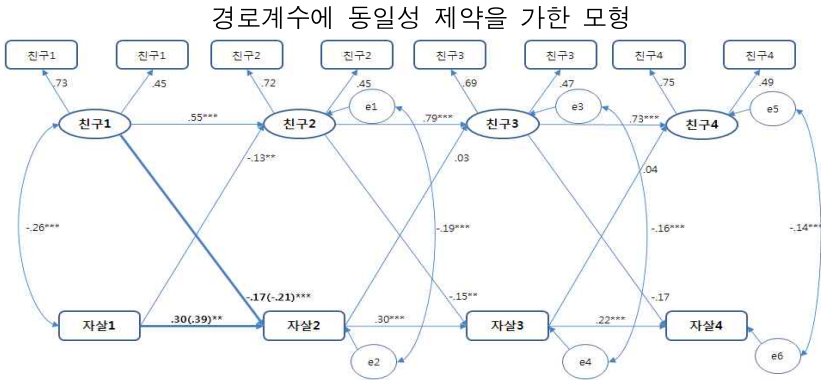 경로계수에 동일성 제약을 가한 모형
친구1 친구1 친구2 친구2 친구3 친구3 친구4 친구4
.73 .45 .72 .45 .69 .47 .75 .49
e1 e3 e5
친구1 .55*** 친구2 .79*** 친구3 .73*** 친구4
-.13** .03 .04
-.26*** -.19*** -.16*** -.14***
-.17(-.21)*** -.15** -.17
자살1 .30(.39)** 자살2 .30*** 자살3 .22*** 자살4
e2 e4 e6